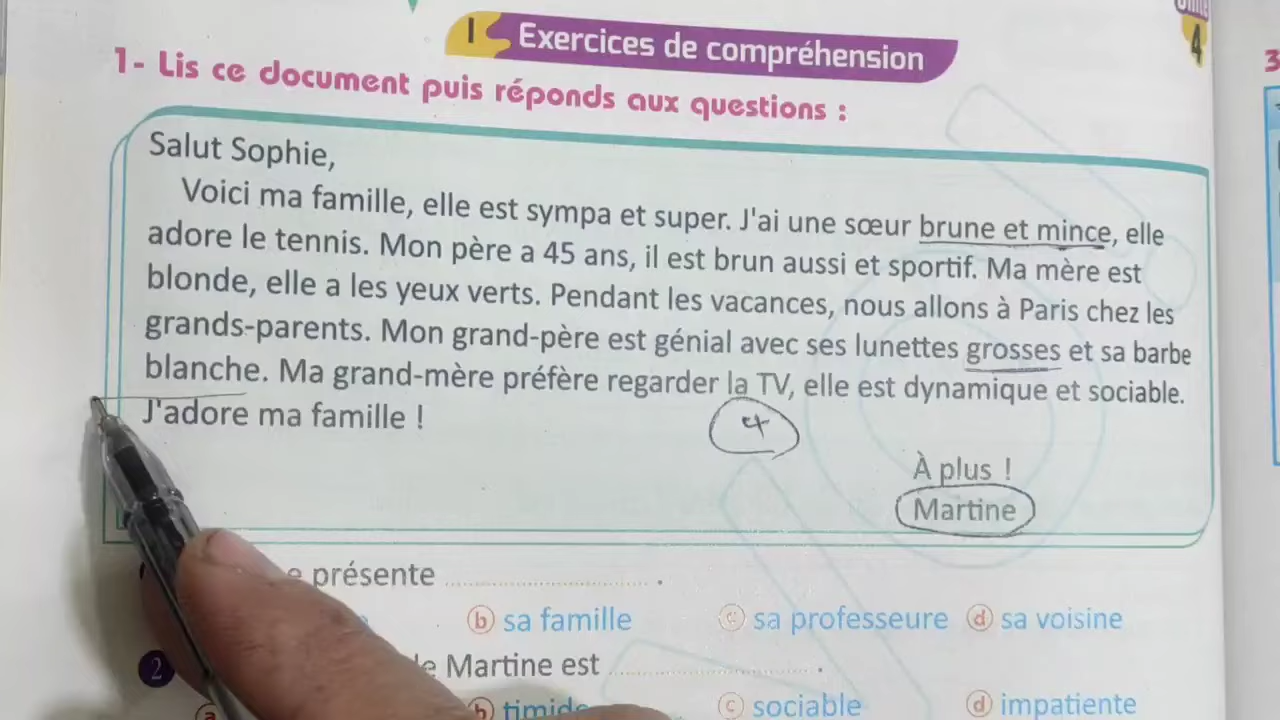 Unité
4
I Exercices de compréhension
1- Lis ce document puis réponds aux questions :
Salut Sophie,
Voici ma famille, elle est sympa et super. J'ai une sœur brune et mince, elle
adore le tennis. Mon père a 45 ans, il est brun aussi et sportif. Ma mère est
blonde, elle a les yeux verts. Pendant les vacances, nous allons à Paris chez les
grands-parents. Mon grand-père est génial avec ses lunettes grosses et sa barbe
blanche. Ma grand-mère préfère regarder la TV, elle est dynamique et sociable.
J'adore ma famille !
À plus !
Martine
présente .................................... .
ⓑ sa famille ⓒ sa professeure ⓓ sa voisine
2 Martine est .................................... .
ⓐ ⓑ timide ⓒ sociable ⓓ impatiente
3